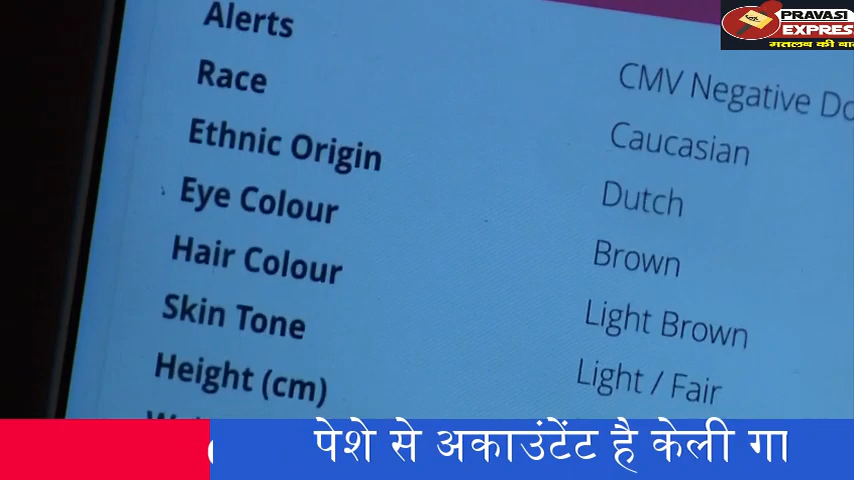 PRAVASI
EXPRES
मतलब की बा
Alerts
CMV Negative Do
Race
Caucasian
Ethnic Origin
Dutch
Eye Colour
Brown
Hair Colour
Light Brown
Skin Tone
Light / Fair
Height (cm)
पेशे से अकाउंटेंट है केली गा